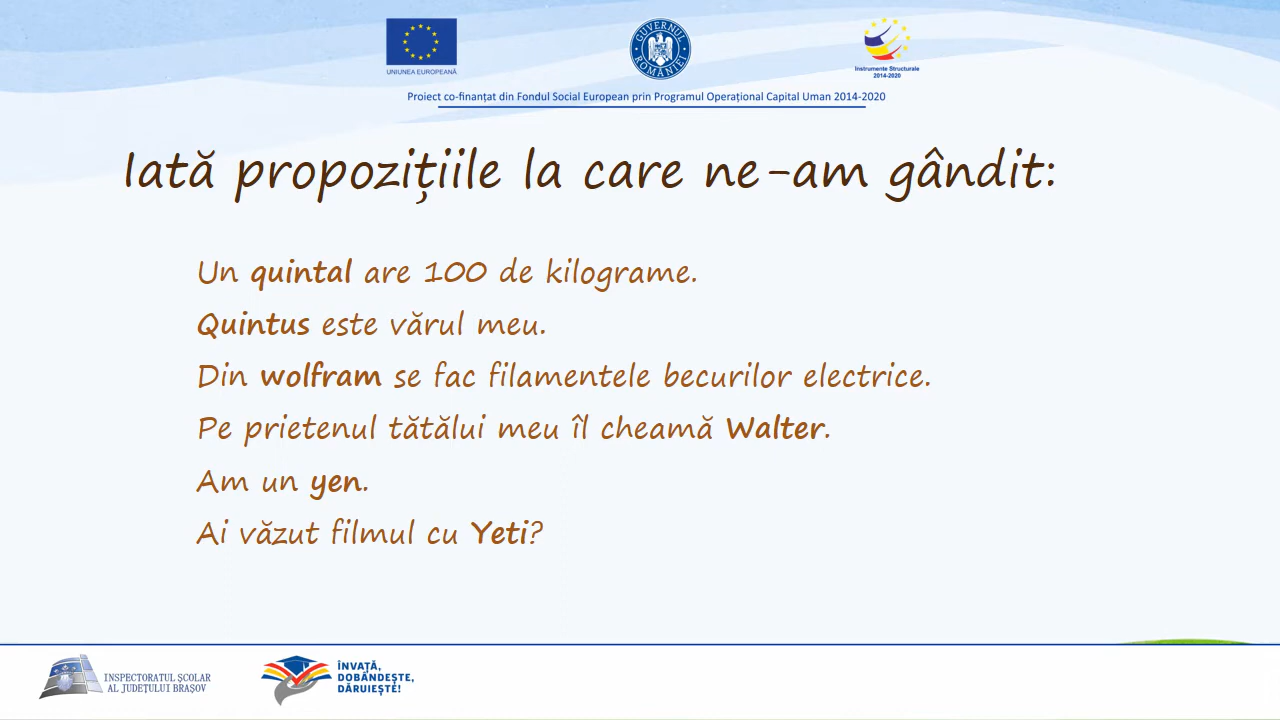 UNIUNEA EUROPEANĂ
GUVERNUL ROMÂNIEI
Instrumente Structurale
2014-2020
Proiect co-finanțat din Fondul Social European prin Programul Operațional Capital Uman 2014-2020
Iată propozițiile la care ne-am gândit:
Un quintal are 100 de kilograme.
Quintus este vărul meu.
Din wolfram se fac filamentele becurilor electrice.
Pe prietenul tătălui meu îl cheamă Walter.
Am un yen.
Ai văzut filmul cu Yeti?
INSPECTORATUL ȘCOLAR
AL JUDEȚULUI BRAȘOV
ÎNVAȚĂ,
DOBÂNDEȘTE,
DĂRUIEȘTE!